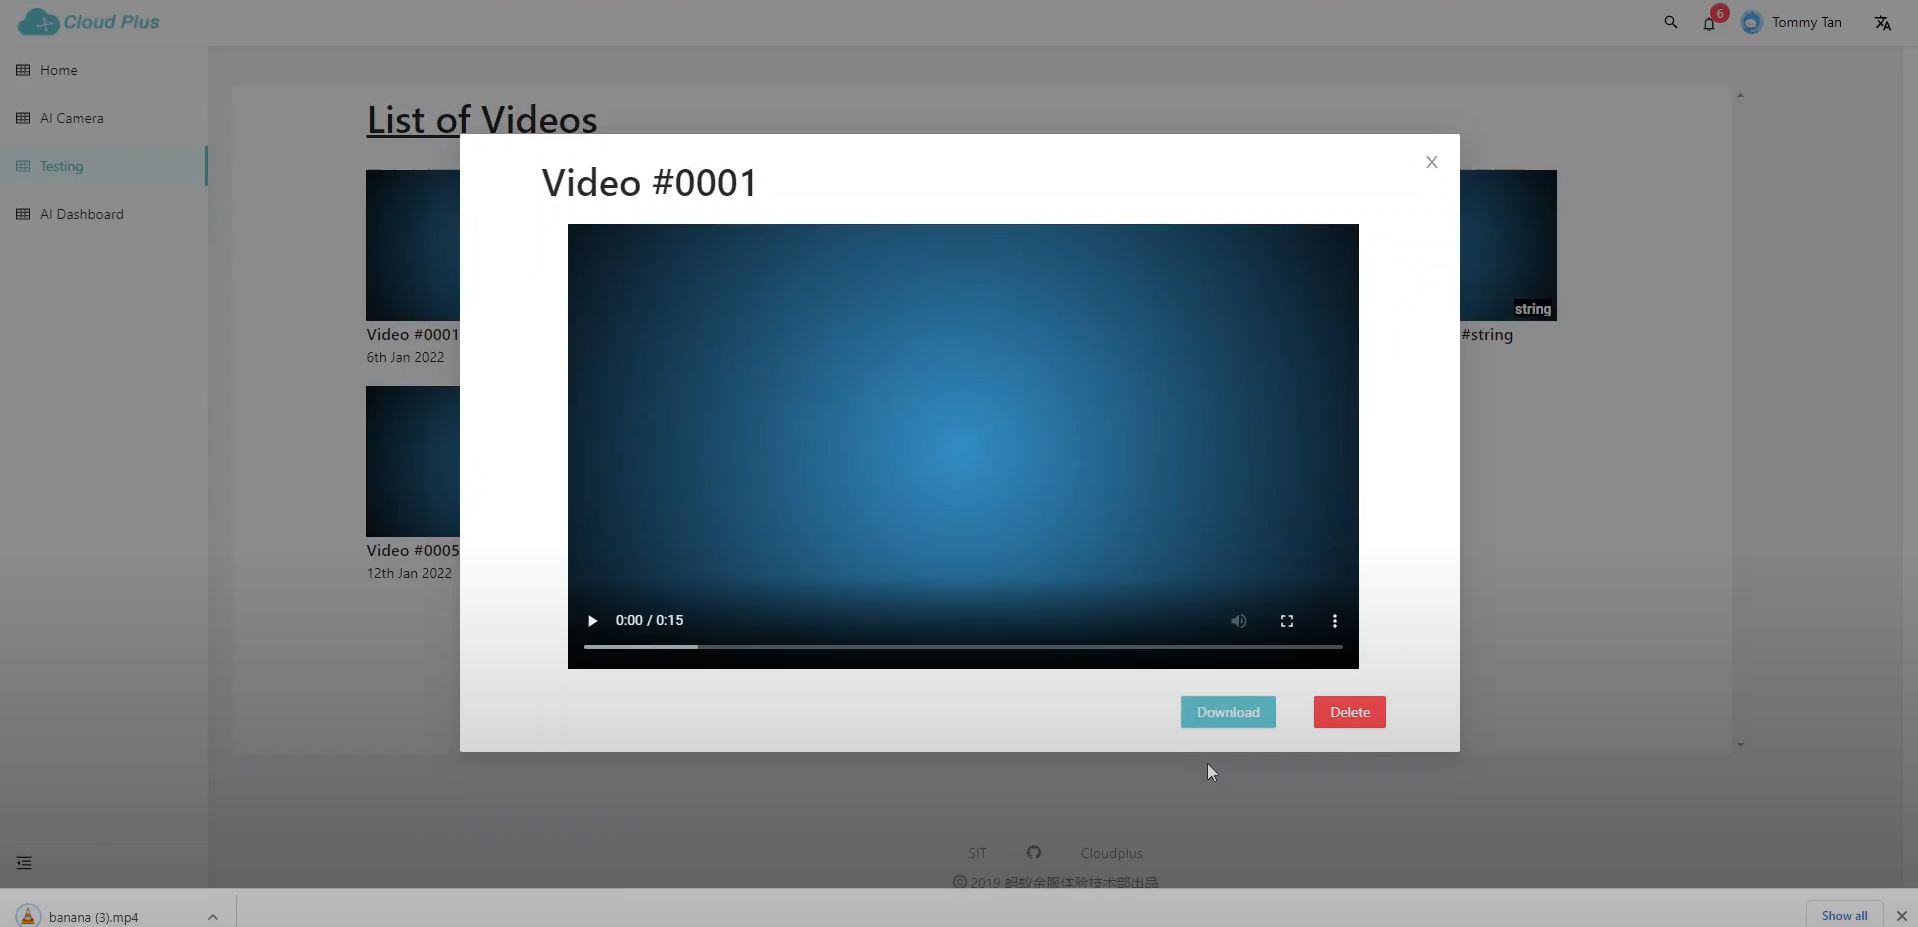 Cloud Plus
6
Tommy Tan
Home
AI Camera
Testing
AI Dashboard
List of Videos
Video #0001
6th Jan 2022
Video #0005
12th Jan 2022
string
#string
Video #0001
X
0:00 / 0:15
Download
Delete
SIT
Cloudplus
© 2019 蚂蚁金服体验技术部出品
banana (3).mp4
Show all